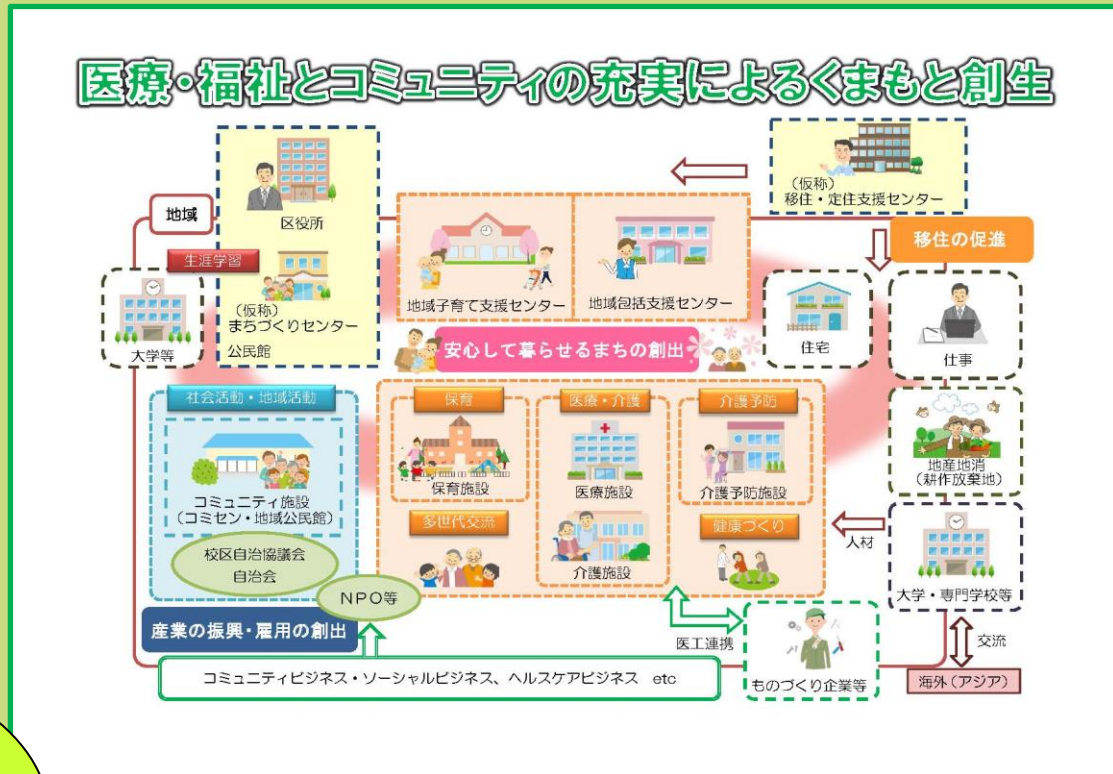 医療・福祉とコミュニティの充実によるくまもと創生
地域
区役所
生涯学習
(仮称)
まちづくりセンター
公民館
大学等
地域子育て支援センター
地域包括支援センター
(仮称)
移住・定住支援センター
移住の促進
安心して暮らせるまちの創出
住宅
仕事
社会活動・地域活動
コミュニティ施設
(コミセン・地域公民館)
校区自治協議会
自治会
NPO等
保育
保育施設
多世代交流
医療・介護
医療施設
介護施設
介護予防
介護予防施設
健康づくり
地産地消
(耕作放棄地)
人材
大学・専門学校等
交流
海外(アジア)
産業の振興・雇用の創出
コミュニティビジネス・ソーシャルビジネス、ヘルスケアビジネス etc
医工連携
ものづくり企業等